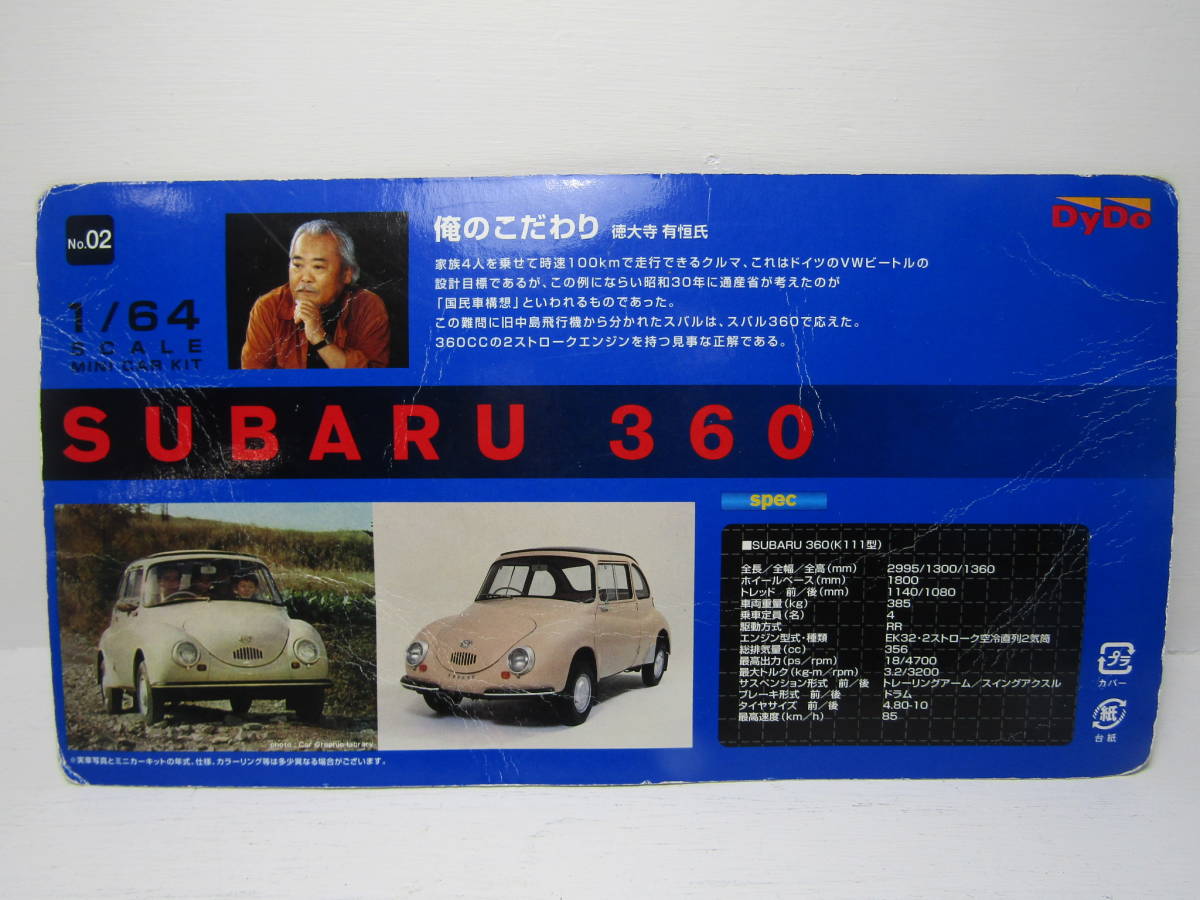 No.02
1/64
SCALE
MINI CAR KIT
俺のこだわり 徳大寺 有恒氏
家族4人を乗せて時速100kmで走行できるクルマ、これはドイツのVWビートルの
設計目標であるが、この例にならい昭和30年に通産省が考えたのが
「国民車構想」といわれるものであった。
この難問に旧中島飛行機から分かれたスバルは、スバル360で応えた。
360CCの2ストロークエンジンを持つ見事な正解である。
DyDo
SUBARU 360
photo : Car Graphic library
※実車写真とミニカーキットの年式、仕様、カラーリング等は多少異なる場合がございます。
spec
■SUBARU 360(K111型)
全長／全幅／全高(mm) 2995/1300/1360
ホイールベース(mm) 1800
トレッド 前／後(mm) 1140/1080
車両重量(kg) 385
乗車定員(名) 4
駆動方式 RR
エンジン型式・種類 EK32・2ストローク空冷直列2気筒
総排気量(cc) 356
最高出力(ps/rpm) 18/4700
最大トルク(kg-m/rpm) 3.2/3200
サスペンション形式 前／後 トレーリングアーム／スイングアクスル
ブレーキ形式 前／後 ドラム
タイヤサイズ 前／後 4.80-10
最高速度(km/h) 85
プラ
カバー
紙
台紙